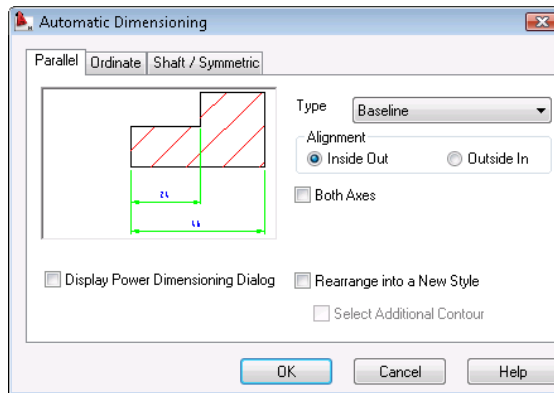 Automatic Dimensioning
Parallel
Ordinate
Shaft / Symmetric
Type
Baseline
Alignment
Inside Out
Outside In
Both Axes
Display Power Dimensioning Dialog
Rearrange into a New Style
Select Additional Contour
OK
Cancel
Help